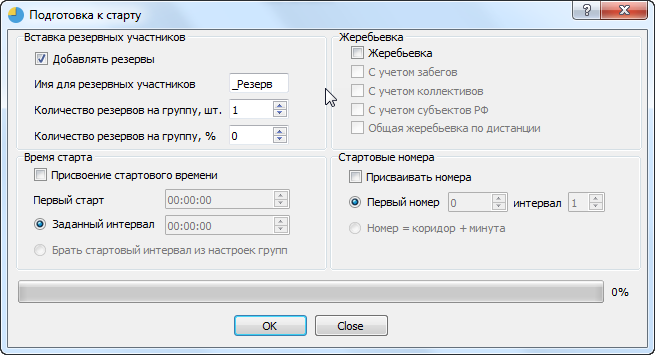 Подготовка к старту
Вставка резервных участников
Добавлять резервы
Имя для резервных участников _Резерв
Количество резервов на группу, шт. 1
Количество резервов на группу, % 0
Жеребьевка
Жеребьевка
С учетом забегов
С учетом коллективов
С учетом субъектов РФ
Общая жеребьевка по дистанции
Время старта
Присвоение стартового времени
Первый старт 00:00:00
Заданный интервал 00:00:00
Брать стартовый интервал из настроек групп
Стартовые номера
Присваивать номера
Первый номер 0 интервал 1
Номер = коридор + минута
0%
OK Close